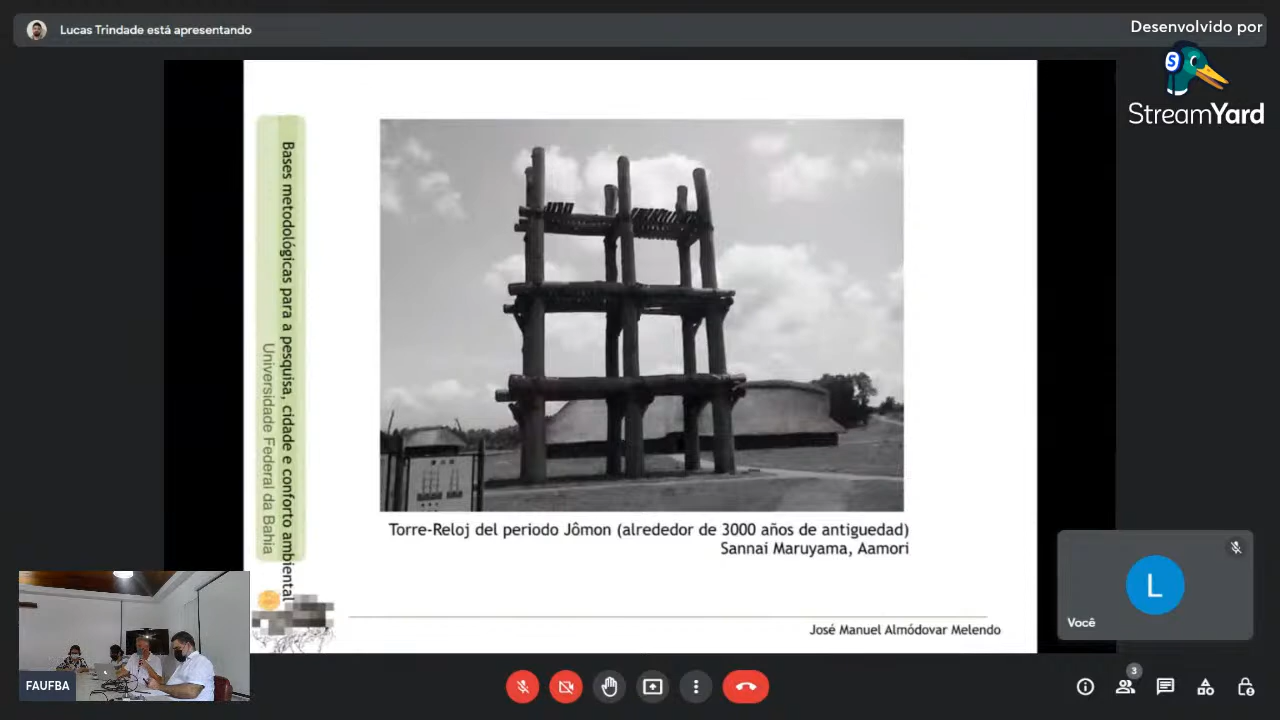 Lucas Trindade está apresentando
Desenvolvido por
StreamYard
Bases metodológicas para a pesquisa, cidade e conforto ambiental
Universidade Federal da Bahia
Torre-Reloj del periodo Jômon (alrededor de 3000 años de antiguedad)
Sannai Maruyama, Aamori
José Manuel Almódovar Melendo
L
Você
FAUFBA
3